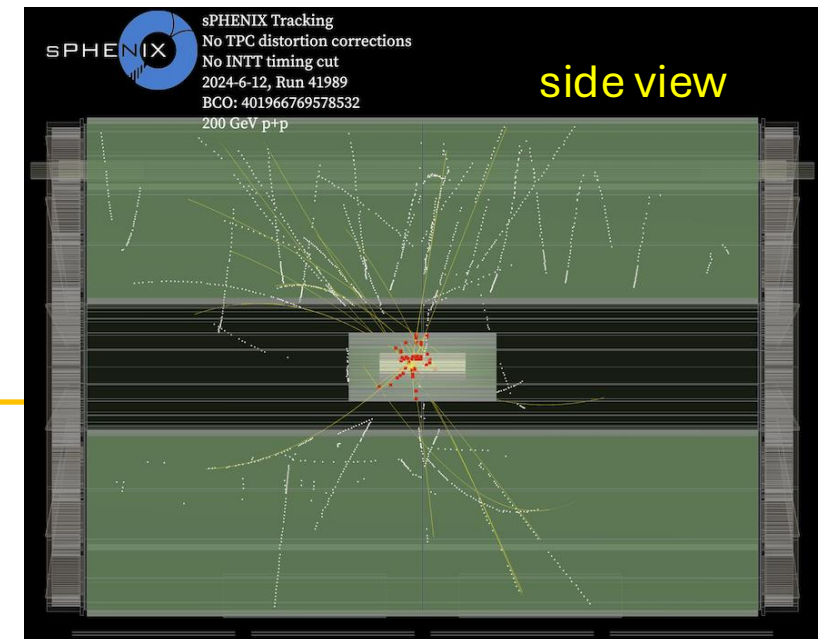 sPHENIX
sPHENIX Tracking
No TPC distortion corrections
No INTT timing cut
2024-6-12, Run 41989
BCO: 401966769578532
200 GeV p+p
side view